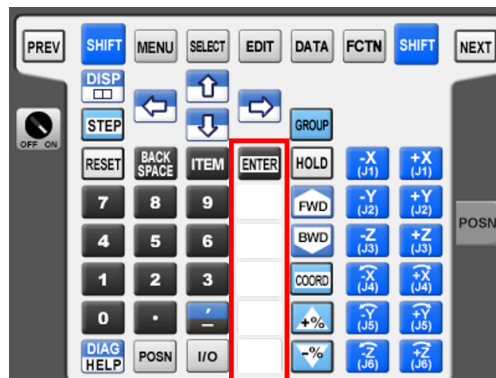 PREV SHIFT MENU SELECT EDIT DATA FCTN SHIFT NEXT
DISP
STEP GROUP
OFF ON
RESET BACK SPACE ITEM ENTER HOLD -X (J1) +X (J1)
7 8 9 FWD -Y (J2) +Y (J2)
4 5 6 BWD -Z (J3) +Z (J3)
POSN
1 2 3 COORD -X (J4) +X (J4)
0 . +% -Y (J5) +Y (J5)
DIAG HELP POSN I/O -% -Z (J6) +Z (J6)